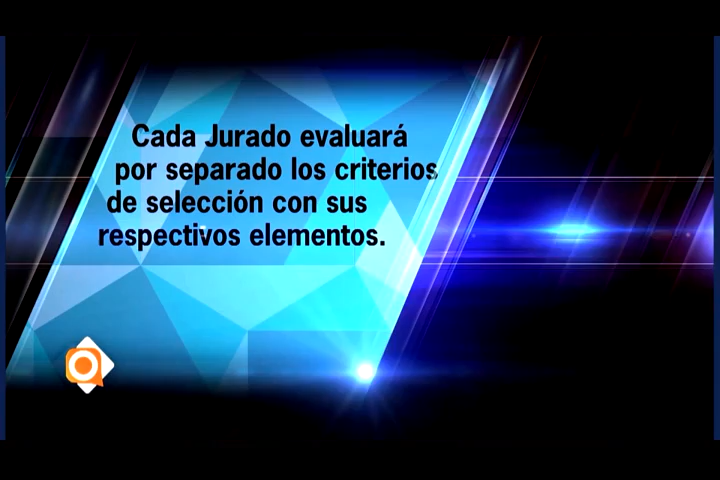 Cada Jurado evaluará
por separado los criterios
de selección con sus
respectivos elementos.